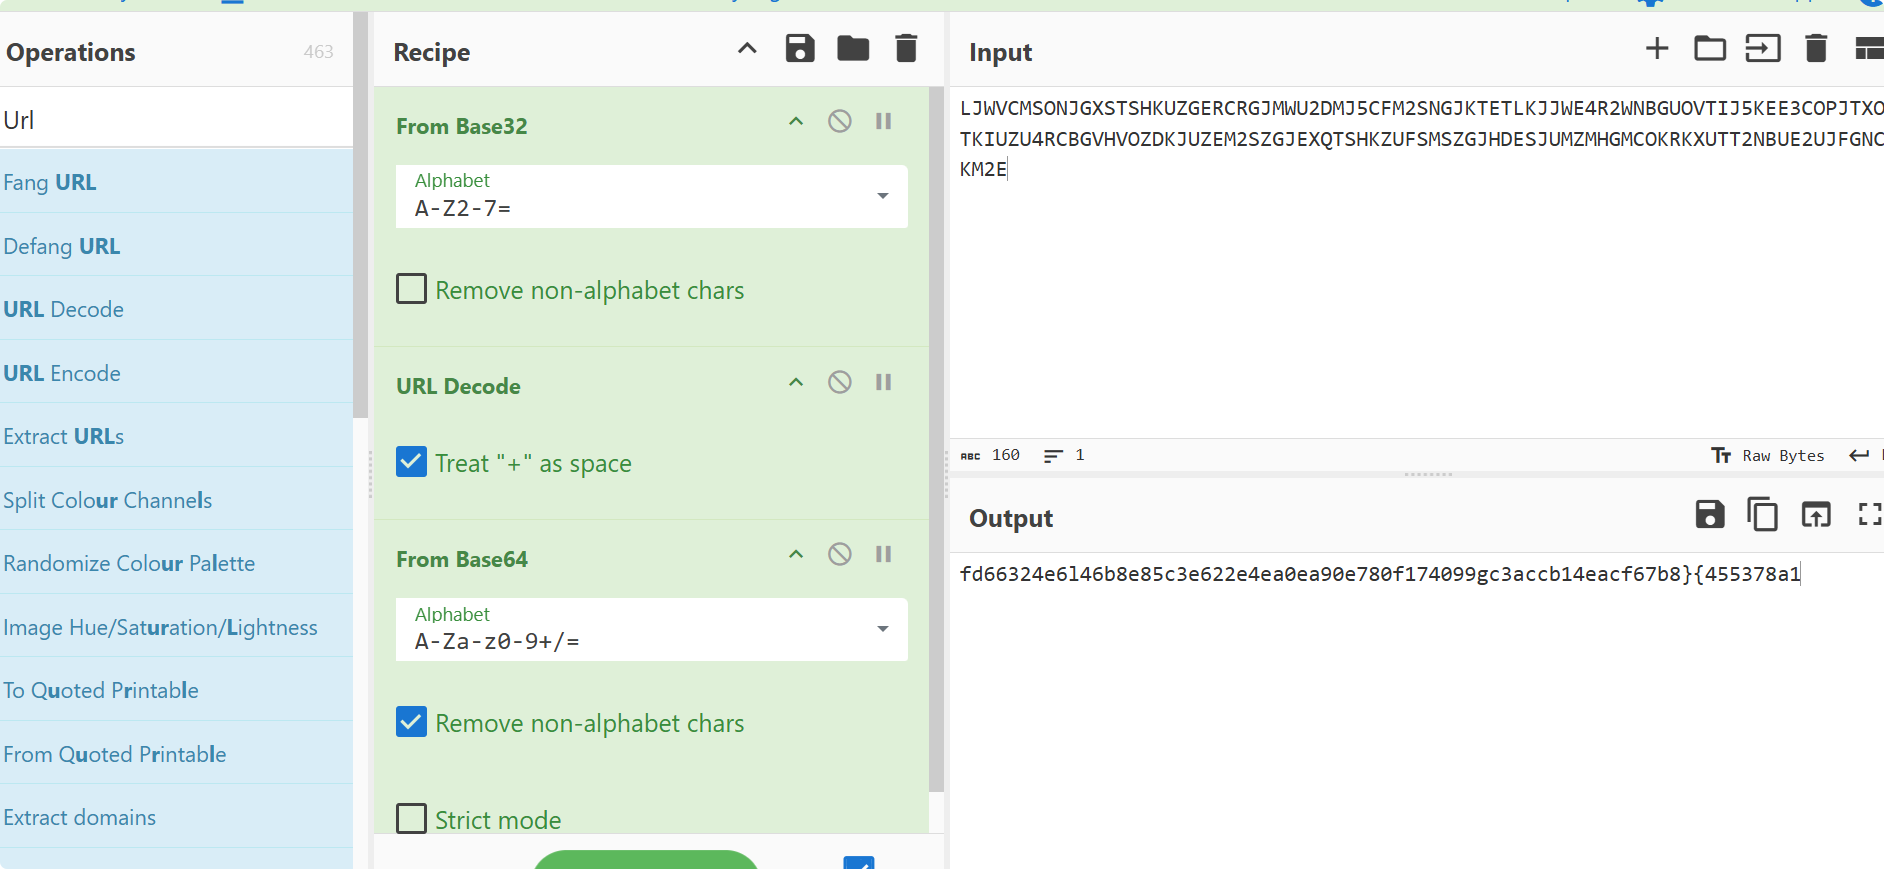 Operations 463
Url
Fang URL
Defang URL
URL Decode
URL Encode
Extract URLs
Split Colour Channels
Randomize Colour Palette
Image Hue/Saturation/Lightness
To Quoted Printable
From Quoted Printable
Extract domains
Recipe
From Base32
Alphabet
A-Z2-7=
Remove non-alphabet chars
URL Decode
Treat "+" as space
From Base64
Alphabet
A-Za-z0-9+/=
Remove non-alphabet chars
Strict mode
Input
LJWVCMSONJGXSTSHKUZGERCRGJMWU2DMJ5CFM2SNGJKTETLKJJWE4R2WNBGUOVTIJ5KEE3COPJTXO
TKIUZU4RCBGVHVOZDKJUZEM2SZGJEXQTSHKZUFSMSZGJHDESJUMZMHGMCOKRKXUTT2NBUE2UJFGNC
KM2E
ABC 160 1 Raw Bytes
Output
fd66324e6l46b8e85c3e622e4ea0ea90e780f174099gc3accb14eacf67b8}{455378a1